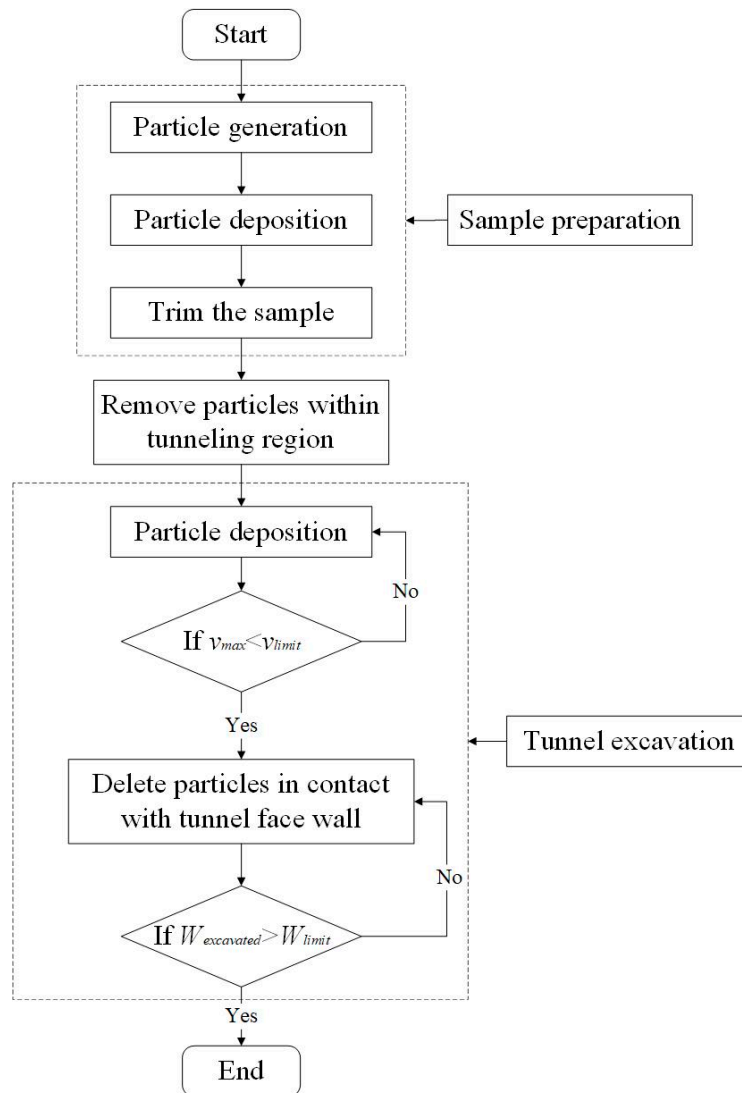 Start
Particle generation
Particle deposition
Sample preparation
Trim the sample
Remove particles within
tunneling region
Particle deposition
No
If vmax<vlimit
Yes
Tunnel excavation
Delete particles in contact
with tunnel face wall
No
If Wexcavated>Wlimit
Yes
End